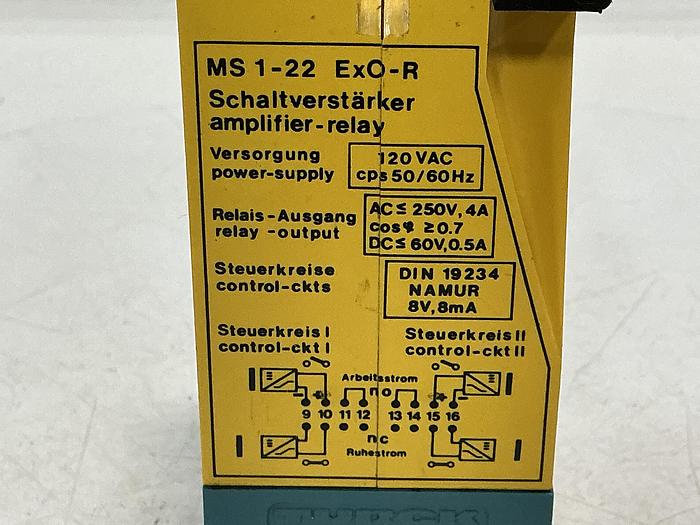 MS 1-22 ExO-R
Schaltverstärker
amplifier-relay
Versorgung
power-supply
120 VAC
cps 50/60Hz
Relais-Ausgang
relay -output
AC ≤ 250V, 4A
cos φ ≥ 0.7
DC ≤ 60V, 0.5A
Steuerkreise
control-ckts
DIN 19234
NAMUR
8V, 8mA
Steuerkreis I
control-ckt I
Steuerkreis II
control-ckt II
Arbeitsstrom
no
- + - +
9 10 11 12 13 14 15 16
nc
Ruhestrom
TURCK